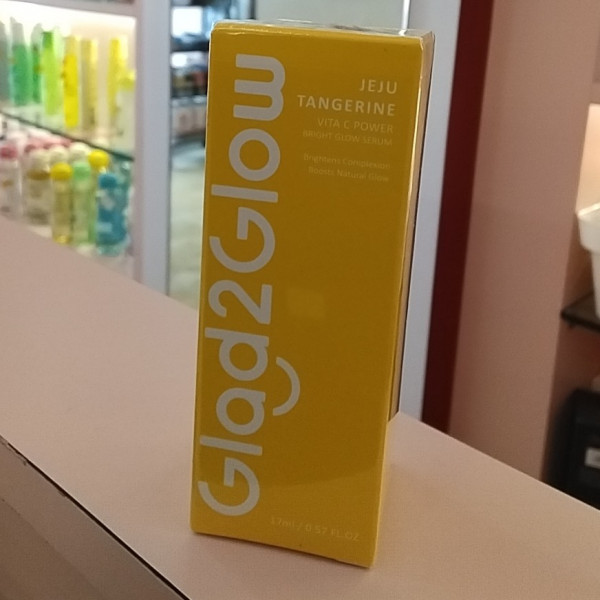 Glad2Glow
JEJU
TANGERINE
VITA C POWER
BRIGHT GLOW SERUM
Brightens Complexion
Boosts Natural Glow
17ml / 0.57 FL.OZ